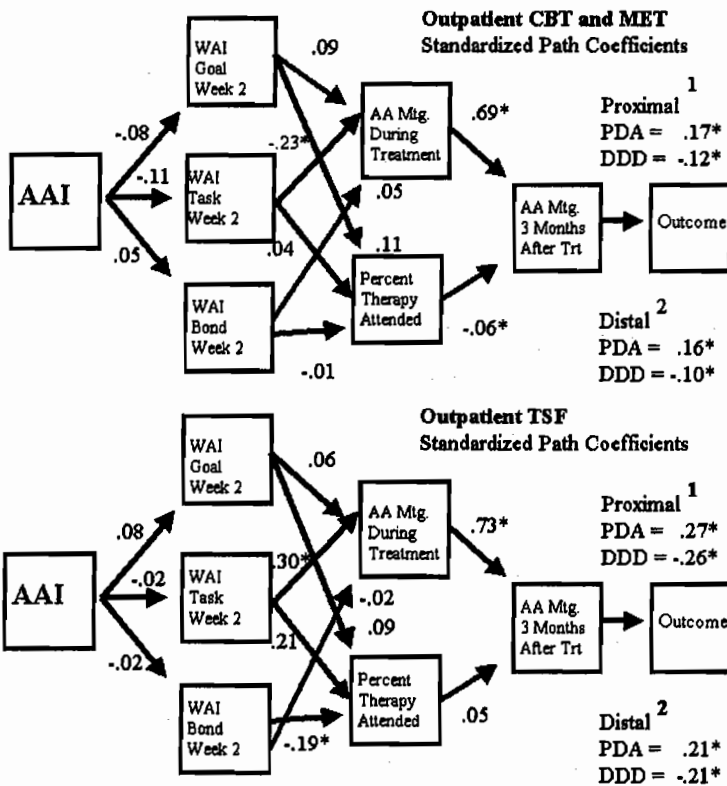 Outpatient CBT and MET
Standardized Path Coefficients
WAI
Goal
Week 2
.09
AA Mtg.
During
Treatment
.69*
Proximal 1
PDA = .17*
DDD = -.12*
-.08
-.23*
AAI
-.11
WAI
Task
Week 2
.05
AA Mtg.
3 Months
After Trt
Outcome
.05
.04
.11
WAI
Bond
Week 2
Percent
Therapy
Attended
-.06*
-.01
Distal 2
PDA = .16*
DDD = -.10*
Outpatient TSF
Standardized Path Coefficients
WAI
Goal
Week 2
.06
AA Mtg.
During
Treatment
.73*
Proximal 1
PDA = .27*
DDD = -.26*
.08
.30*
AAI
-.02
WAI
Task
Week 2
-.02
AA Mtg.
3 Months
After Trt
Outcome
.09
-.02
.21
WAI
Bond
Week 2
Percent
Therapy
Attended
.05
-.19*
Distal 2
PDA = .21*
DDD = -.21*